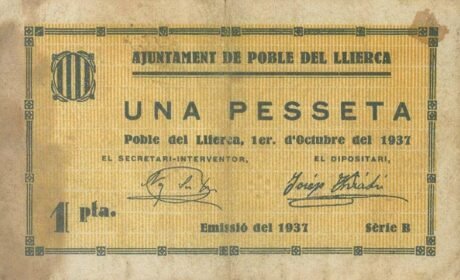 AJUNTAMENT DE POBLE DEL LLIERCA
UNA PESSETA
Poble del Llierca, 1er. d'Octubre del 1937
EL SECRETARI-INTERVENTOR, EL DIPOSITARI,
1 pta.
Emissió del 1937 Sèrie B